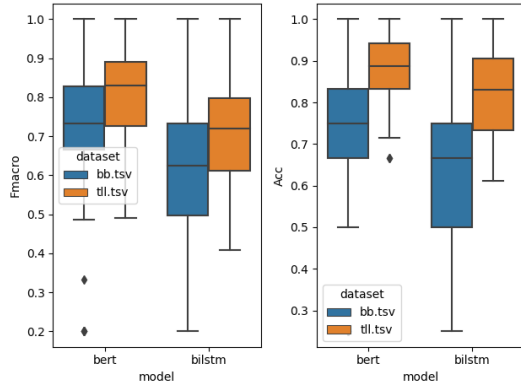 1.0
0.9
0.8
0.7
0.6
0.5
0.4
0.3
0.2
Fmacro
dataset
bb.tsv
tll.tsv
bert
bilstm
model
1.0
0.9
0.8
0.7
0.6
0.5
0.4
0.3
Acc
dataset
bb.tsv
tll.tsv
bert
bilstm
model